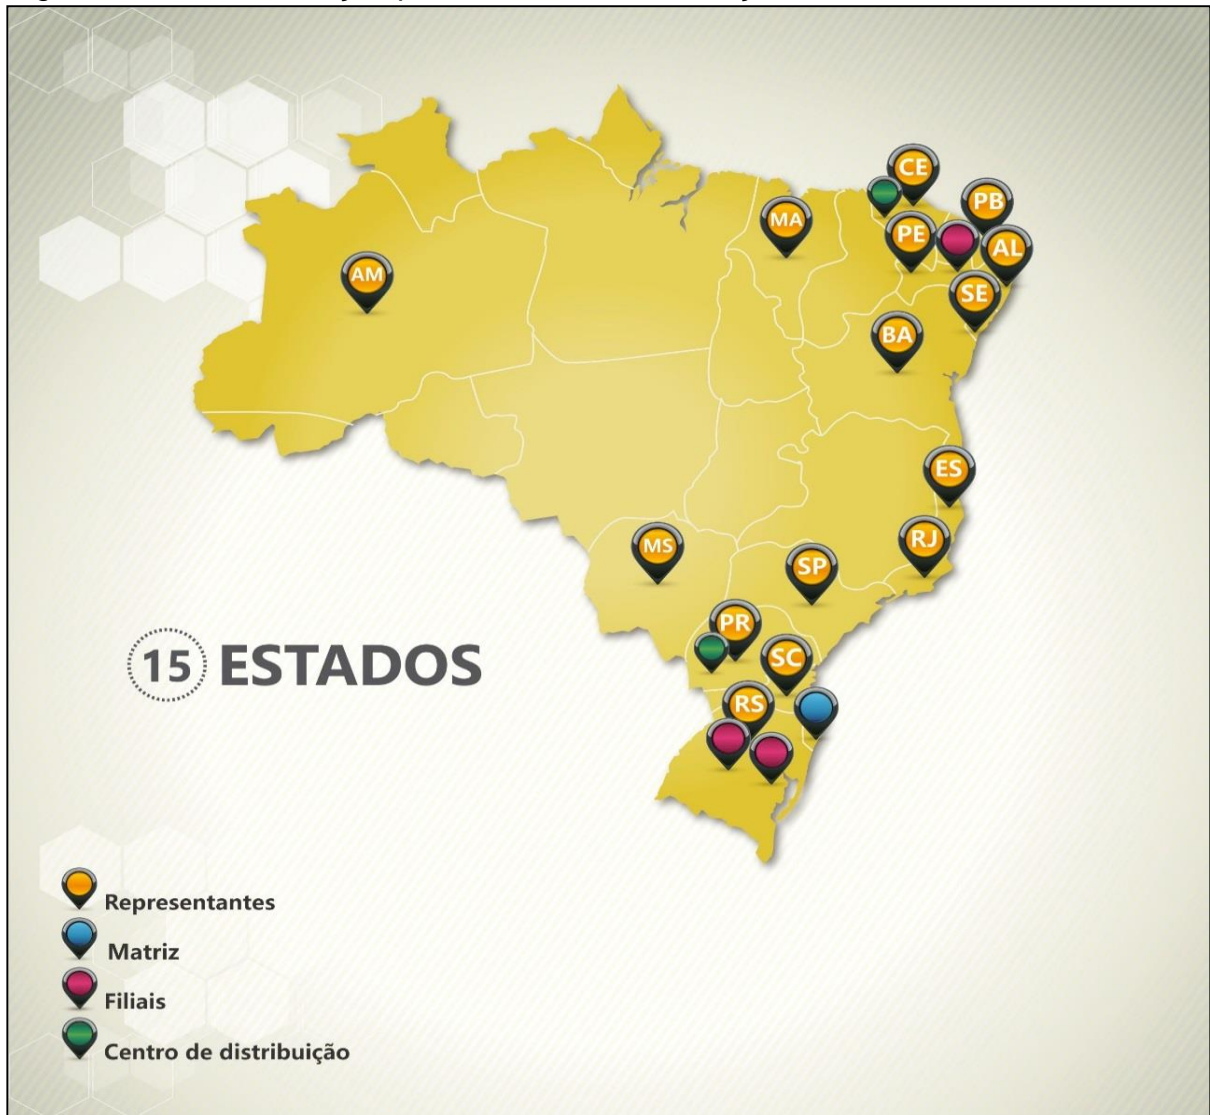 CE
PB
MA
PE
AL
AM
SE
BA
ES
RJ
MS
SP
PR
SC
15 ESTADOS
RS
Representantes
Matriz
Filiais
Centro de distribuição